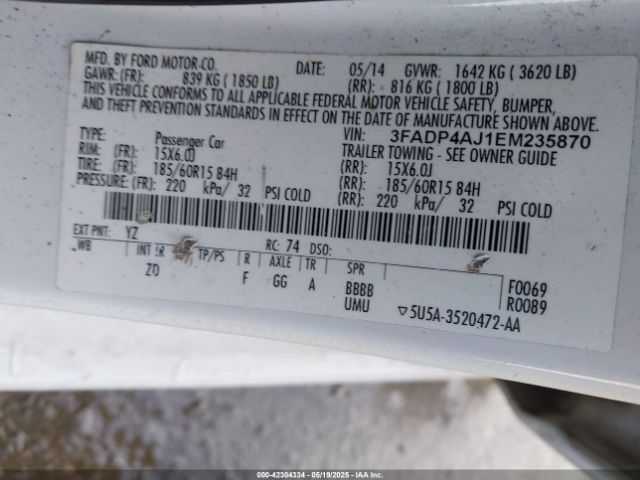 MFD. BY FORD MOTOR CO. DATE: 05/14 GVWR: 1642 KG ( 3620 LB)
GAWR: (FR): 839 KG ( 1850 LB) (RR): 816 KG ( 1800 LB)
THIS VEHICLE CONFORMS TO ALL APPLICABLE FEDERAL MOTOR VEHICLE SAFETY, BUMPER,
AND THEFT PREVENTION STANDARDS IN EFFECT ON THE DATE OF MANUFACTURE SHOWN ABOVE.
VIN: 3FADP4AJ1EM235870
TYPE: Passenger Car TRAILER TOWING - SEE OWNER GUIDE
RIM: (FR): 15X6.0J (RR): 15X6.0J
TIRE: (FR): 185/60R15 84H (RR): 185/60R15 84H
PRESSURE: (FR): 220 kPa/ 32 PSI COLD (RR): 220 kPa/ 32 PSI COLD
EXT PNT: YZ RC: 74 DSO:
WB INT TR TP/PS R AXLE TR SPR
ZD F GG A BBBB F0069
UMU R0089
▽5U5A-3520472-AA
000-42304334 - 05/19/2025 - IAA Corp.